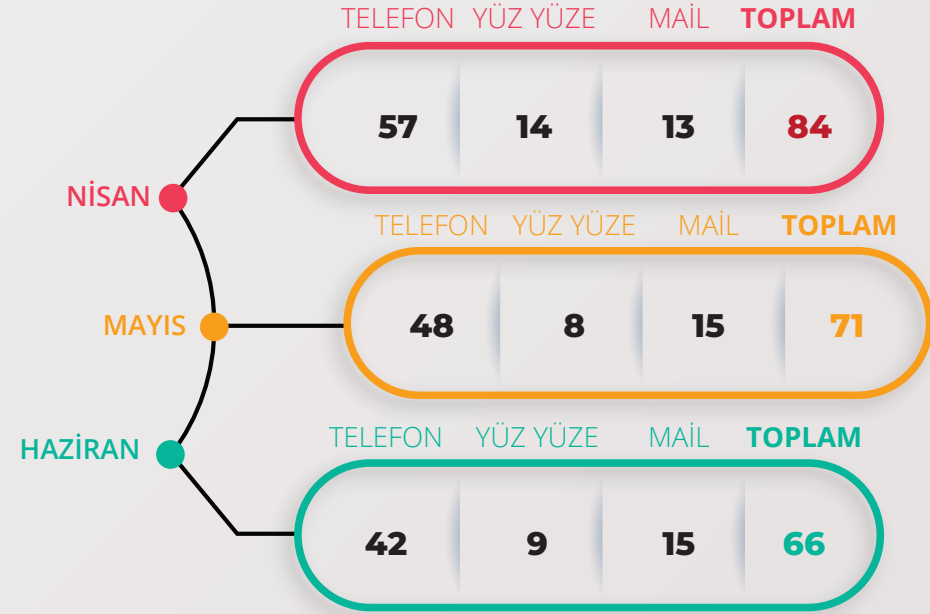 TELEFON YÜZ YÜZE MAİL TOPLAM
57 14 13 84
NİSAN
TELEFON YÜZ YÜZE MAİL TOPLAM
MAYIS 48 8 15 71
TELEFON YÜZ YÜZE MAİL TOPLAM
HAZİRAN
42 9 15 66